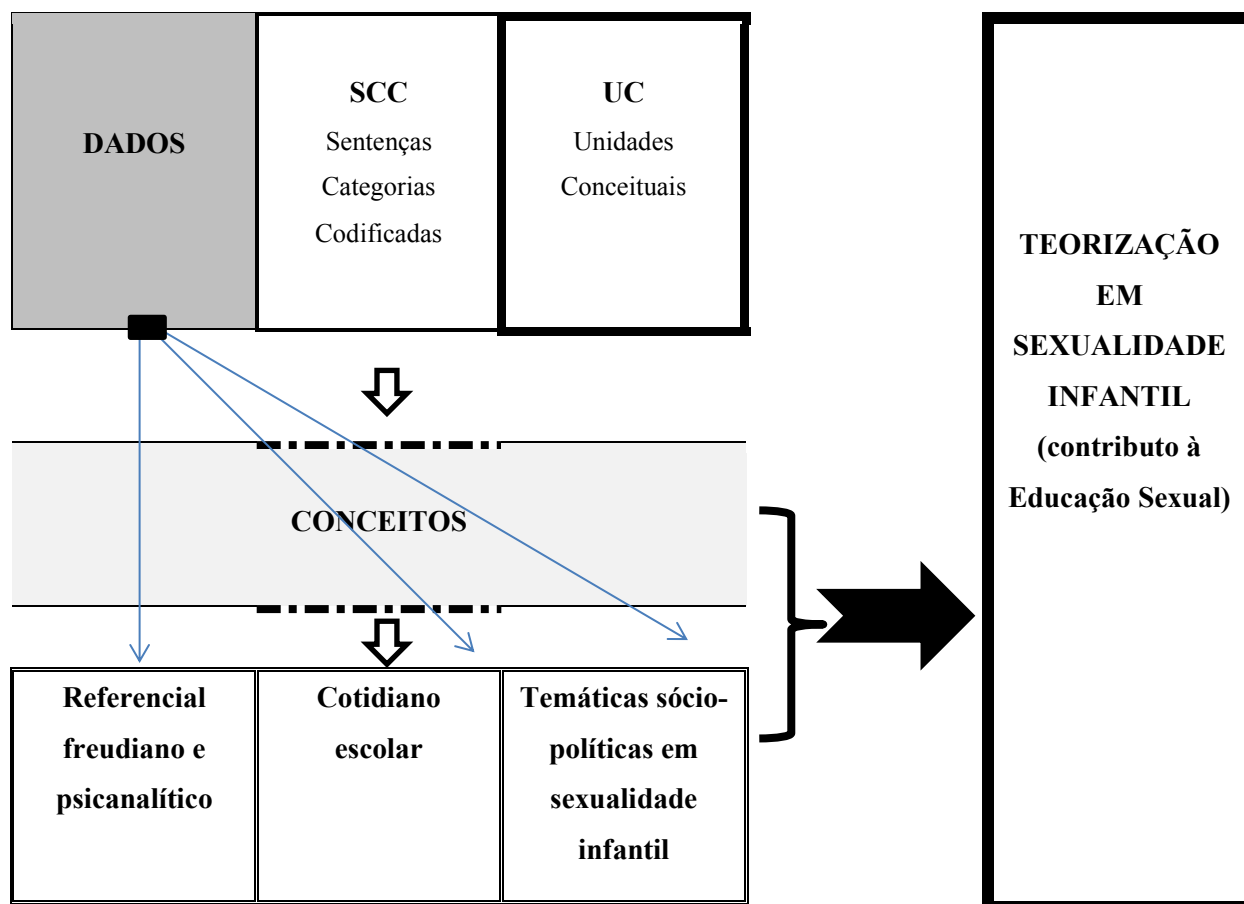 DADOS
SCC
Sentenças
Categorias
Codificadas
UC
Unidades
Conceituais
CONCEITOS
Referencial
freudiano e
psicanalítico
Cotidiano
escolar
Temáticas sócio-
políticas em
sexualidade
infantil
TEORIZAÇÃO
EM
SEXUALIDADE
INFANTIL
(contributo à
Educação Sexual)